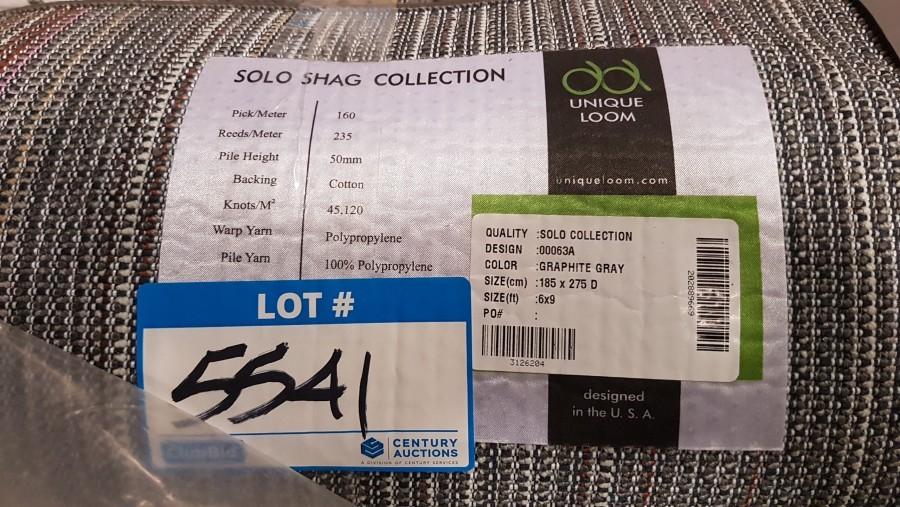 SOLO SHAG COLLECTION
Pick/Meter 160
Reeds/Meter 235
Pile Height 50mm
Backing Cotton
Knots/M² 45,120
Warp Yarn Polypropylene
Pile Yarn 100% Polypropylene
UNIQUE
LOOM
uniqueloom.com
QUALITY :SOLO COLLECTION
DESIGN :00063A
COLOR :GRAPHITE GRAY
SIZE(cm) :185 x 275 D
SIZE(ft) :6x9
PO# :
3126204
202889669
designed
in the U. S. A.
LOT #
5541
CENTURY
AUCTIONS
A DIVISION OF CENTURY SERVICES